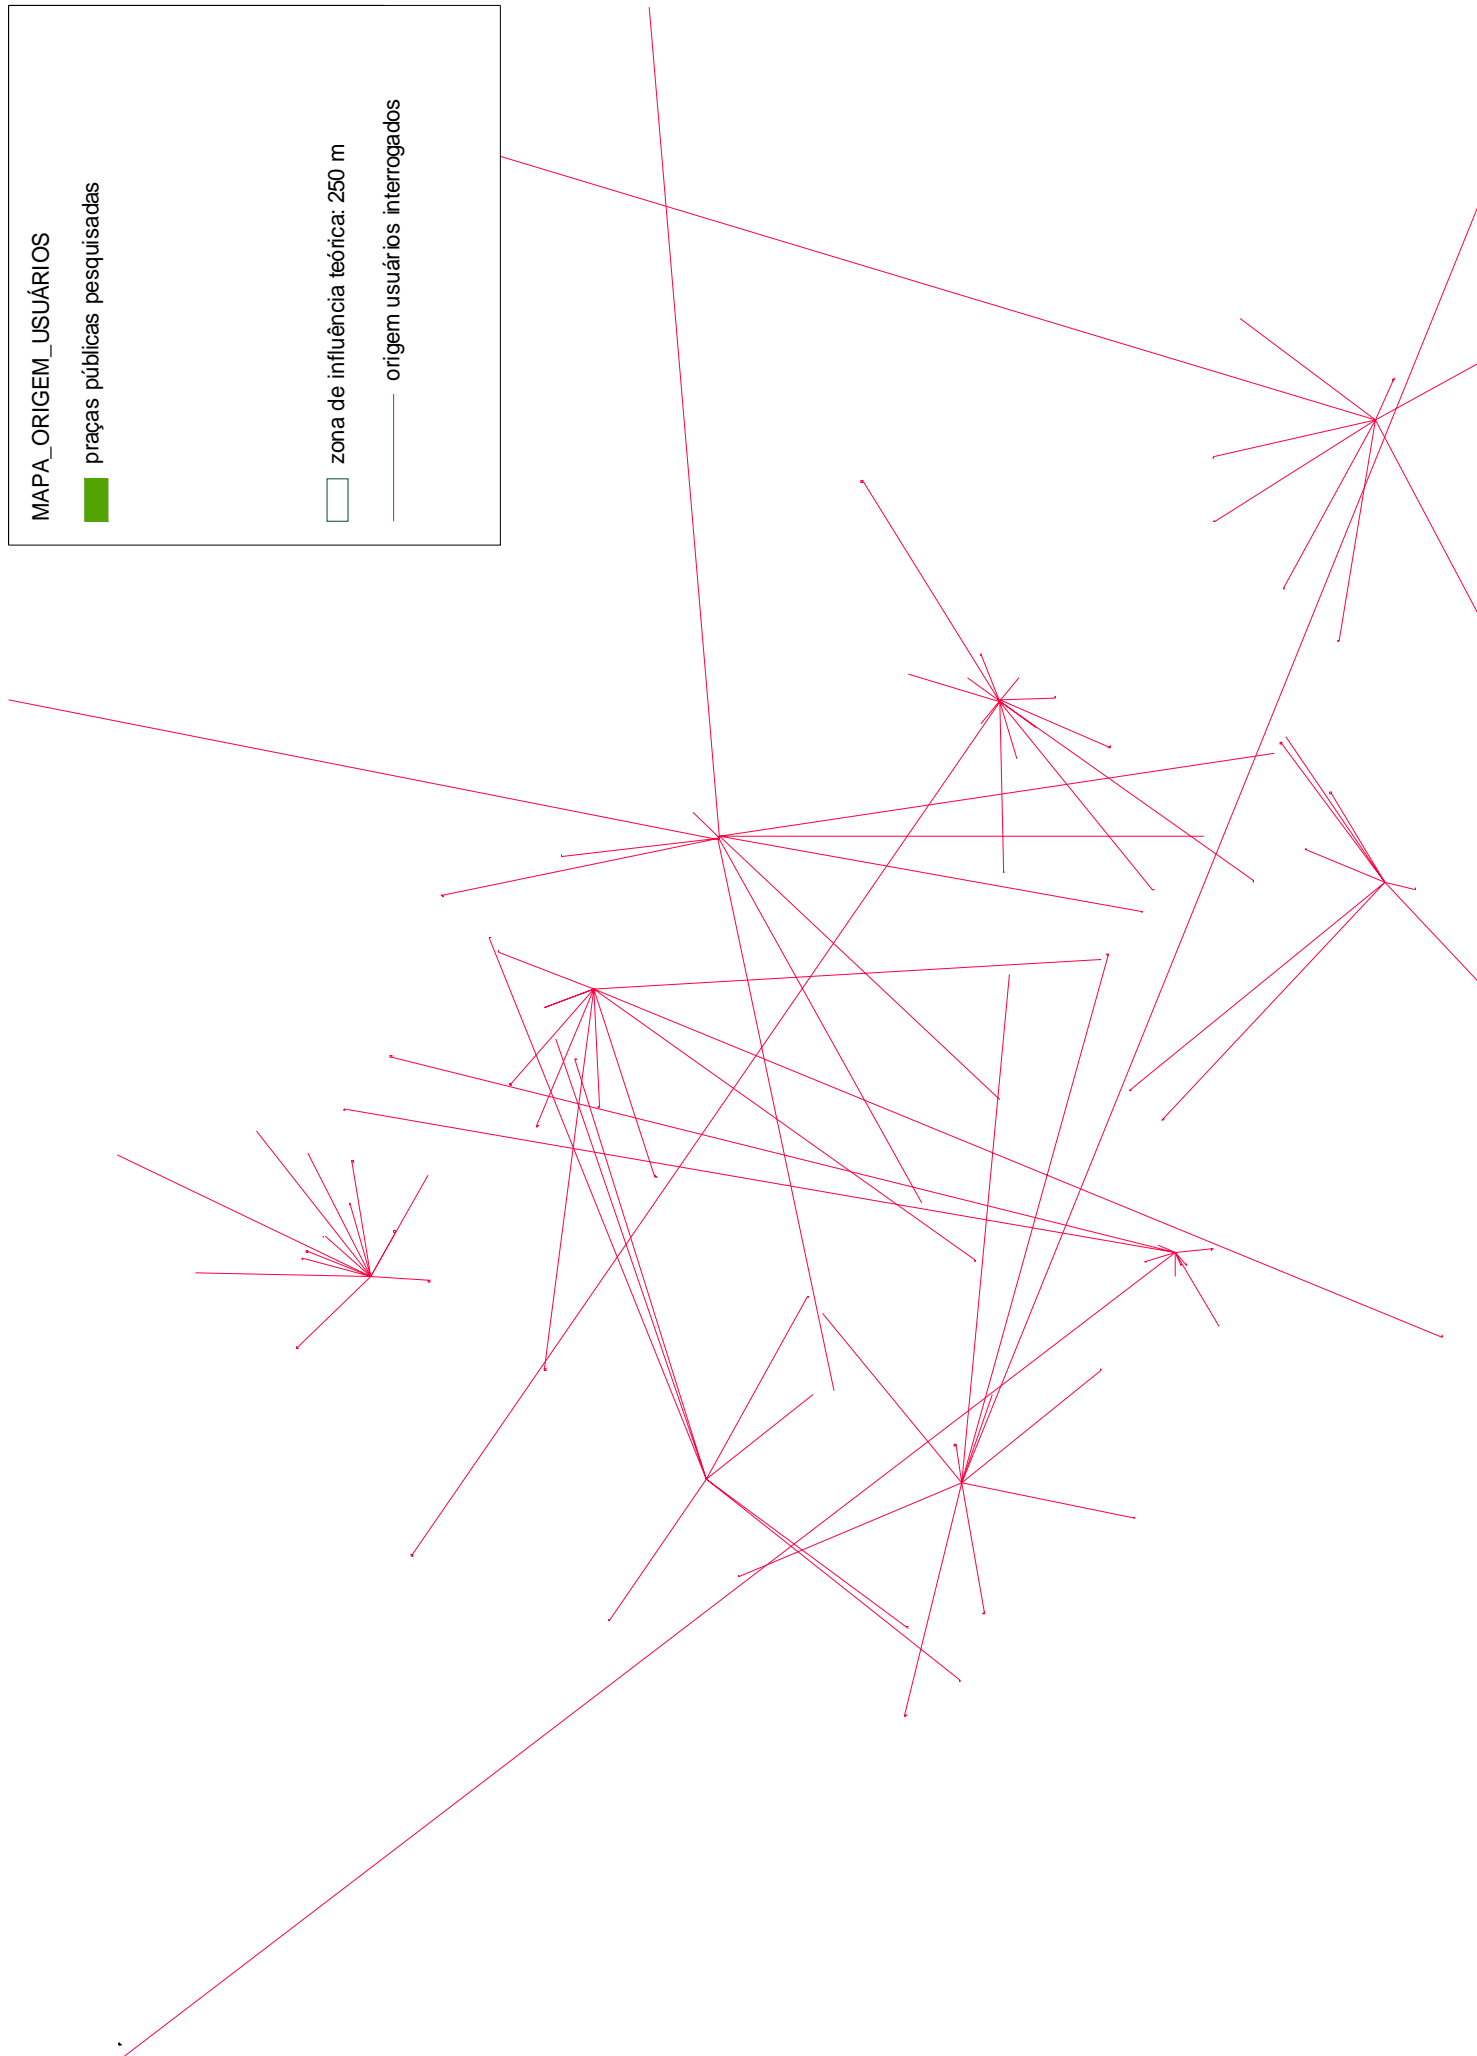 MAPA_ORIGEM_USUÁRIOS
praças públicas pesquisadas
zona de influência teórica: 250 m
origem usuários interrogados